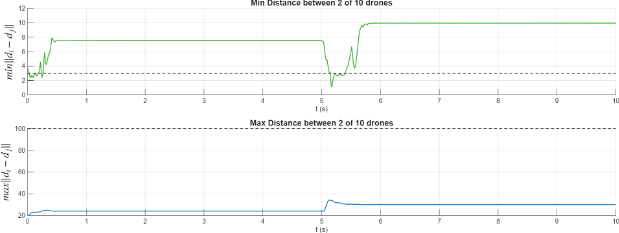 Min Distance between 2 of 10 drones
min||d_i − d_j||
12
10
8
6
4
2
0
0 1 2 3 4 5 6 7 8 9 10
t (s)
Max Distance between 2 of 10 drones
max||d_i − d_j||
100
80
60
40
20
0 1 2 3 4 5 6 7 8 9 10
t (s)